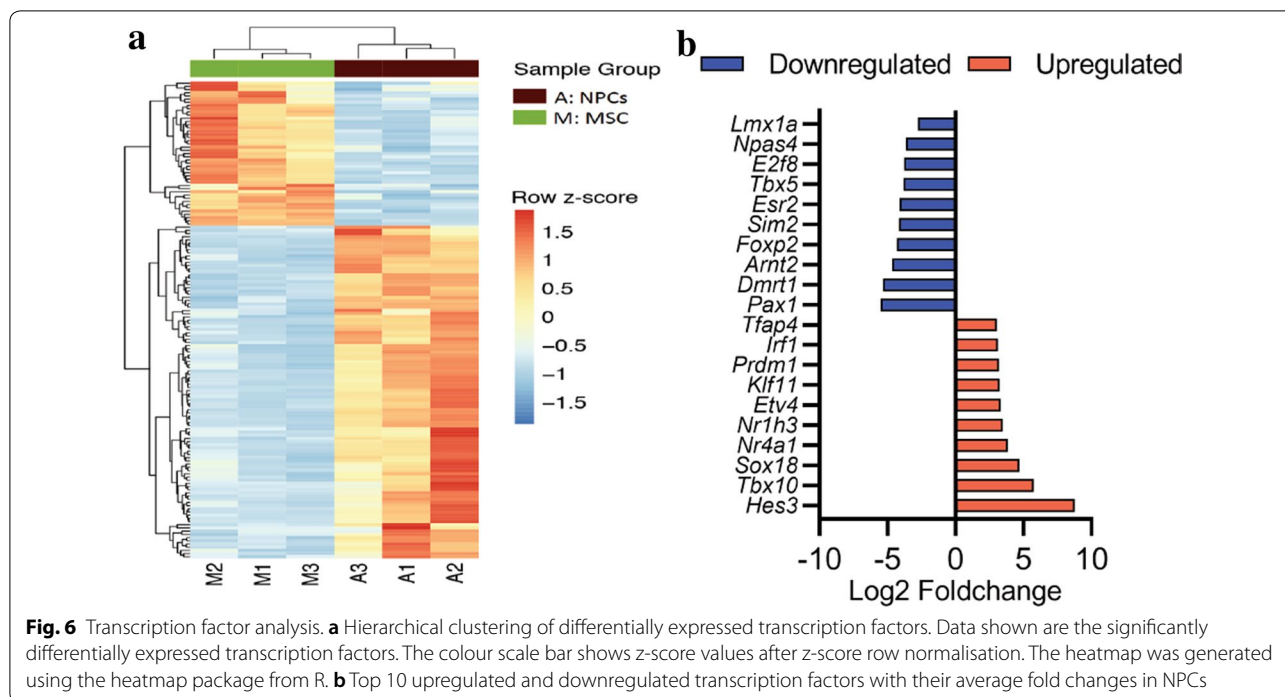 a
Sample Group
A: NPCs
M: MSC
Row z-score
1.5
1
0.5
0
−0.5
−1
−1.5
M2 M1 M3 A3 A1 A2
b
Downregulated Upregulated
Lmx1a
Npas4
E2f8
Tbx5
Esr2
Sim2
Foxp2
Arnt2
Dmrt1
Pax1
Tfap4
Irf1
Prdm1
Klf11
Etv4
Nr1h3
Nr4a1
Sox18
Tbx10
Hes3
-10 -5 0 5 10
Log2 Foldchange
Fig. 6 Transcription factor analysis. a Hierarchical clustering of differentially expressed transcription factors. Data shown are the significantly
differentially expressed transcription factors. The colour scale bar shows z-score values after z-score row normalisation. The heatmap was generated
using the heatmap package from R. b Top 10 upregulated and downregulated transcription factors with their average fold changes in NPCs